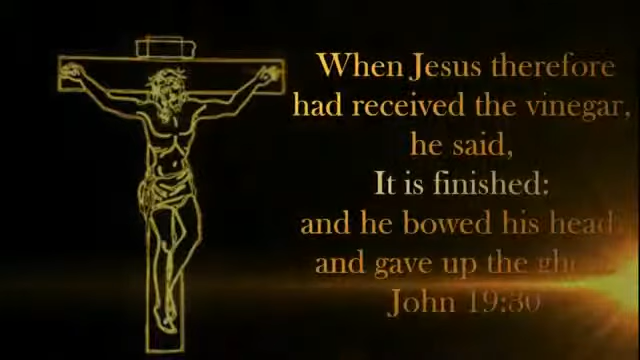 When Jesus therefore
had received the vinegar,
he said,
It is finished:
and he bowed his head,
and gave up the
John 19:30